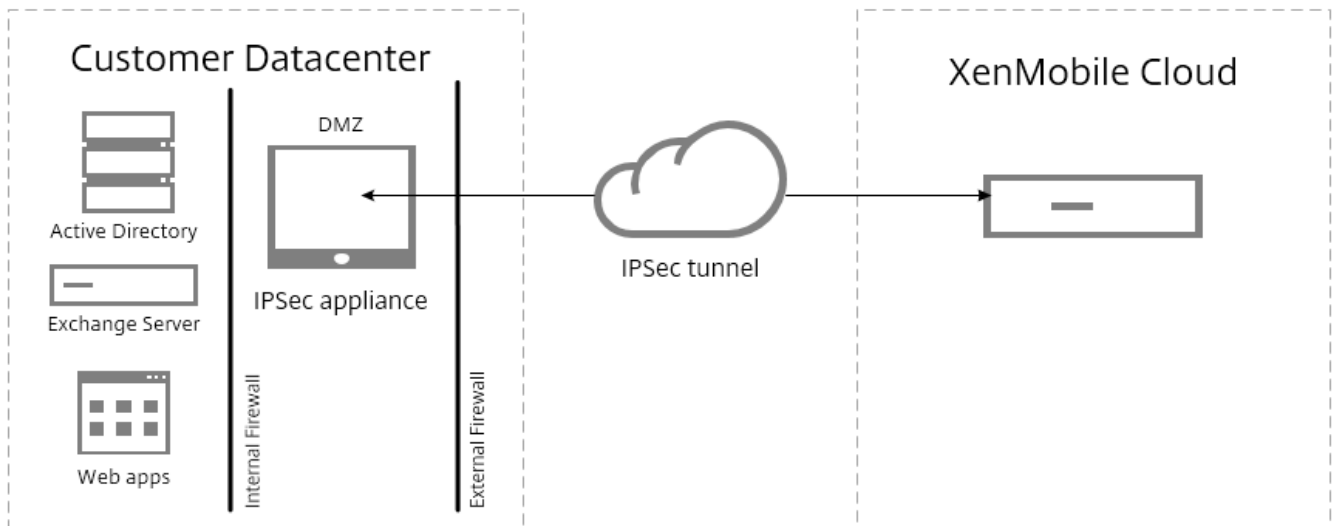 Customer Datacenter
XenMobile Cloud
DMZ
Active Directory
IPSec appliance
IPSec tunnel
Exchange Server
Web apps
Internal Firewall
External Firewall